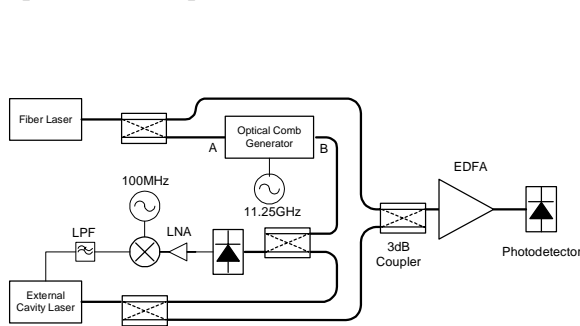 Fiber Laser
Optical Comb
Generator
A
B
EDFA
100MHz
11.25GHz
LPF
LNA
3dB
Coupler
Photodetector
External
Cavity Laser